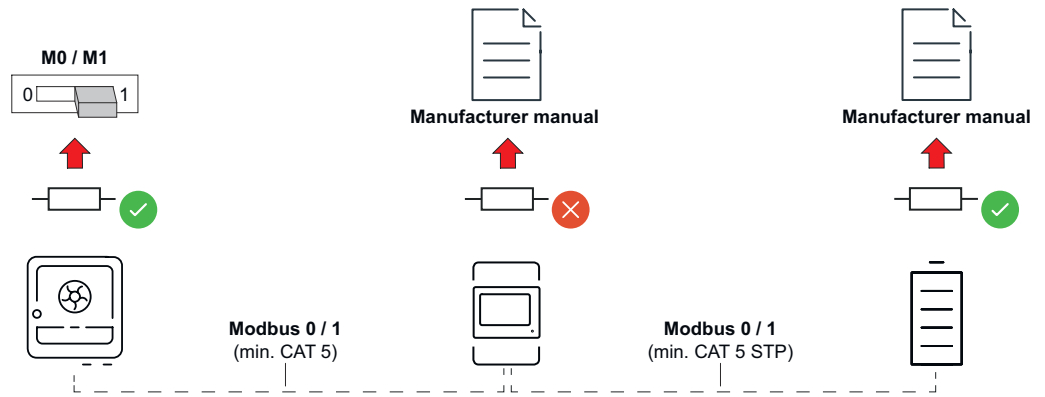 M0 / M1
0 1
Manufacturer manual
Manufacturer manual
Modbus 0 / 1
(min. CAT 5)
Modbus 0 / 1
(min. CAT 5 STP)